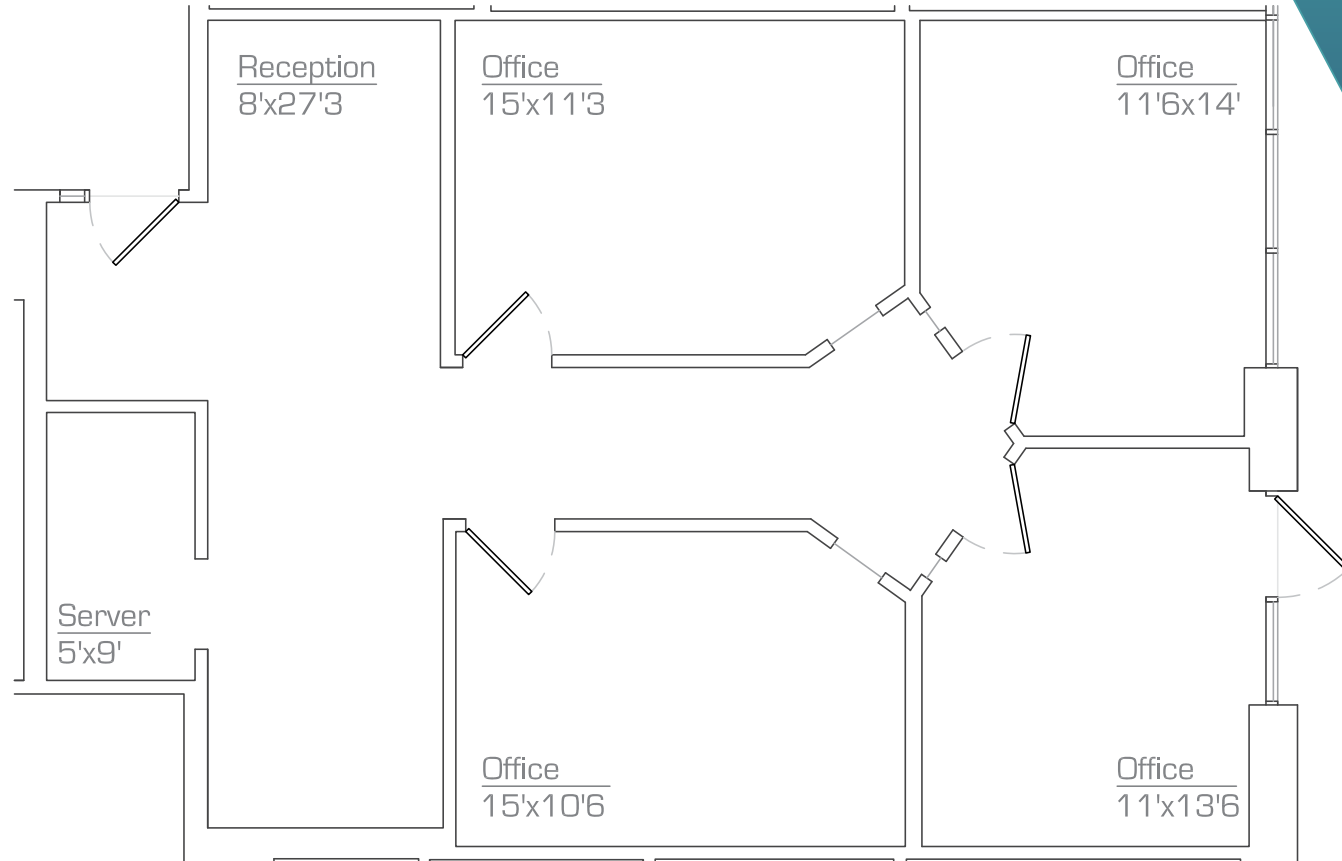 Reception
8'x27'3
Office
15'x11'3
Office
11'6x14'
Server
5'x9'
Office
15'x10'6
Office
11'x13'6